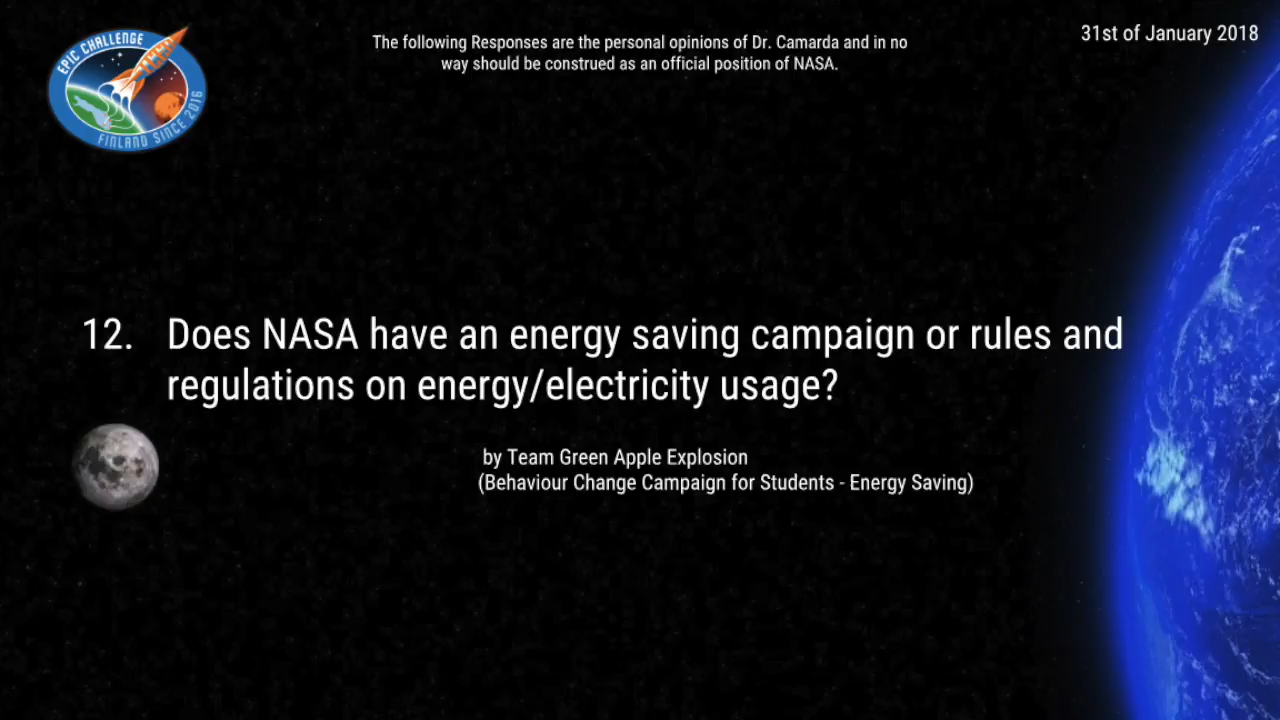 EPIC CHALLENGE
FINLAND SINCE 2016
The following Responses are the personal opinions of Dr. Camarda and in no
way should be construed as an official position of NASA.
31st of January 2018
12. Does NASA have an energy saving campaign or rules and
regulations on energy/electricity usage?
by Team Green Apple Explosion
(Behaviour Change Campaign for Students - Energy Saving)